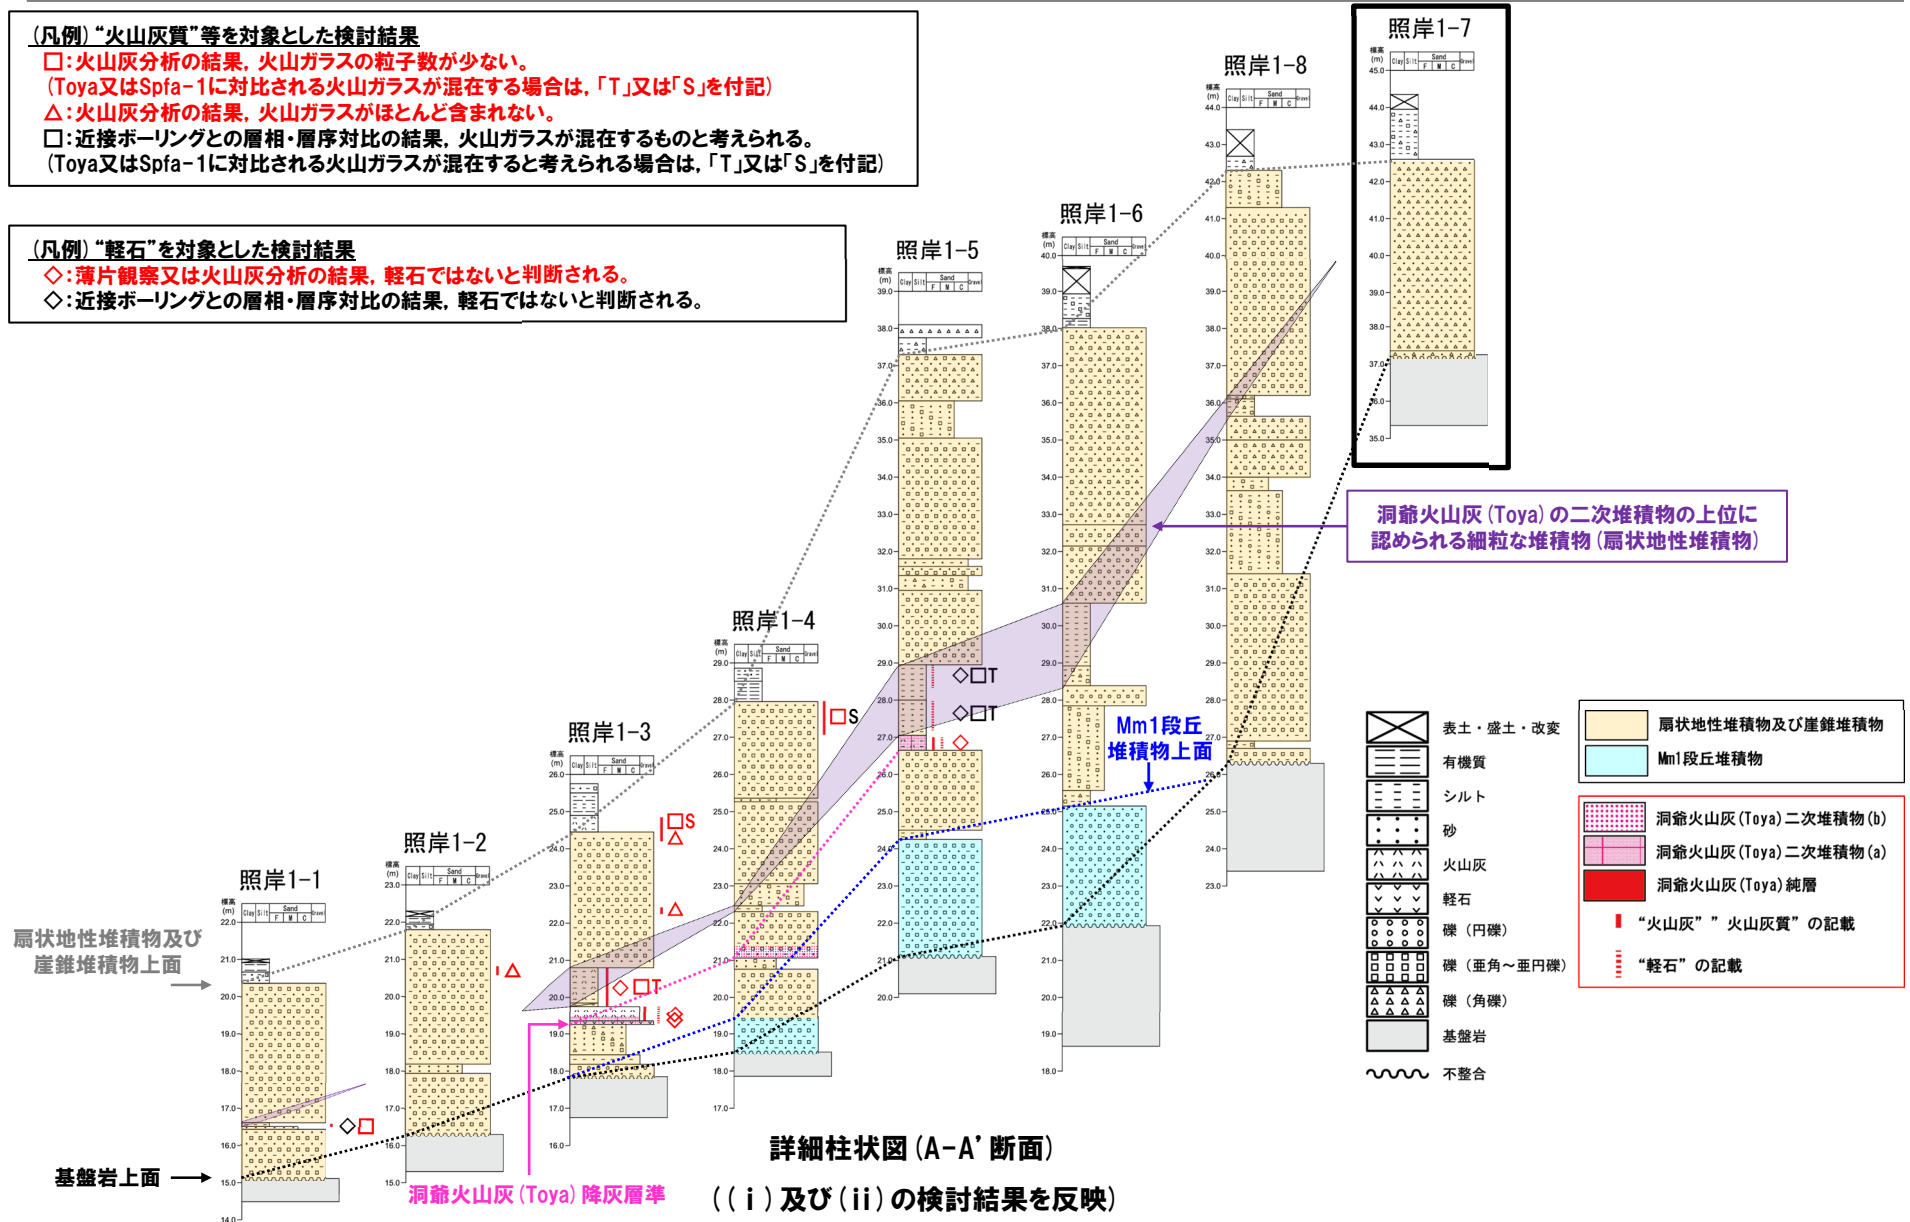 (凡例)“火山灰質”等を対象とした検討結果
□:火山灰分析の結果，火山ガラスの粒子数が少ない。
(Toya又はSpfa-1に対比される火山ガラスが混在する場合は，「T」又は「S」を付記)
△:火山灰分析の結果，火山ガラスがほとんど含まれない。
□:近接ボーリングとの層相・層序対比の結果，火山ガラスが混在するものと考えられる。
(Toya又はSpfa-1に対比される火山ガラスが混在すると考えられる場合は，「T」又は「S」を付記)
(凡例)“軽石”を対象とした検討結果
◇:薄片観察又は火山灰分析の結果，軽石ではないと判断される。
◇:近接ボーリングとの層相・層序対比の結果，軽石ではないと判断される。
照岸1-7
照岸1-8
照岸1-6
照岸1-5
照岸1-4
照岸1-3
照岸1-2
照岸1-1
洞爺火山灰(Toya)の二次堆積物の上位に
認められる細粒な堆積物(扇状地性堆積物)
◇□T
◇□T
□S
□S
◇□T
Mm1段丘
堆積物上面
扇状地性堆積物及び
崖錐堆積物上面
基盤岩上面
洞爺火山灰(Toya)降灰層準
詳細柱状図(A-A’断面)
((ⅰ)及び(ⅱ)の検討結果を反映)
表土・盛土・改変
有機質
シルト
砂
火山灰
軽石
礫(円礫)
礫(亜角～亜円礫)
礫(角礫)
基盤岩
不整合
扇状地性堆積物及び崖錐堆積物
Mm1段丘堆積物
洞爺火山灰(Toya)二次堆積物(b)
洞爺火山灰(Toya)二次堆積物(a)
洞爺火山灰(Toya)純層
“火山灰”“火山灰質”の記載
“軽石”の記載